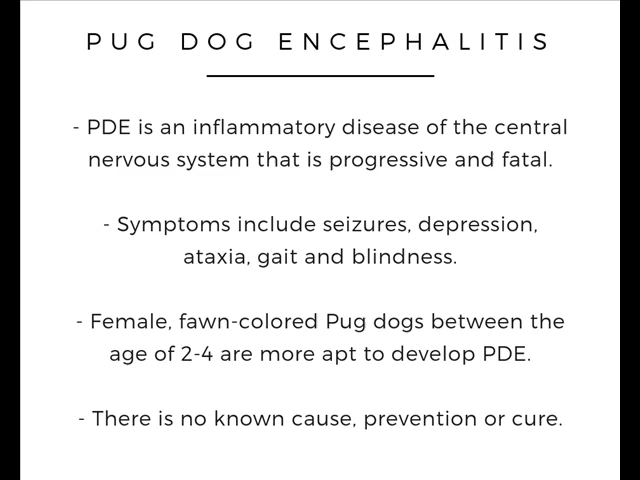 PUG DOG ENCEPHALITIS
- PDE is an inflammatory disease of the central
nervous system that is progressive and fatal.
- Symptoms include seizures, depression,
ataxia, gait and blindness.
- Female, fawn-colored Pug dogs between the
age of 2-4 are more apt to develop PDE.
- There is no known cause, prevention or cure.